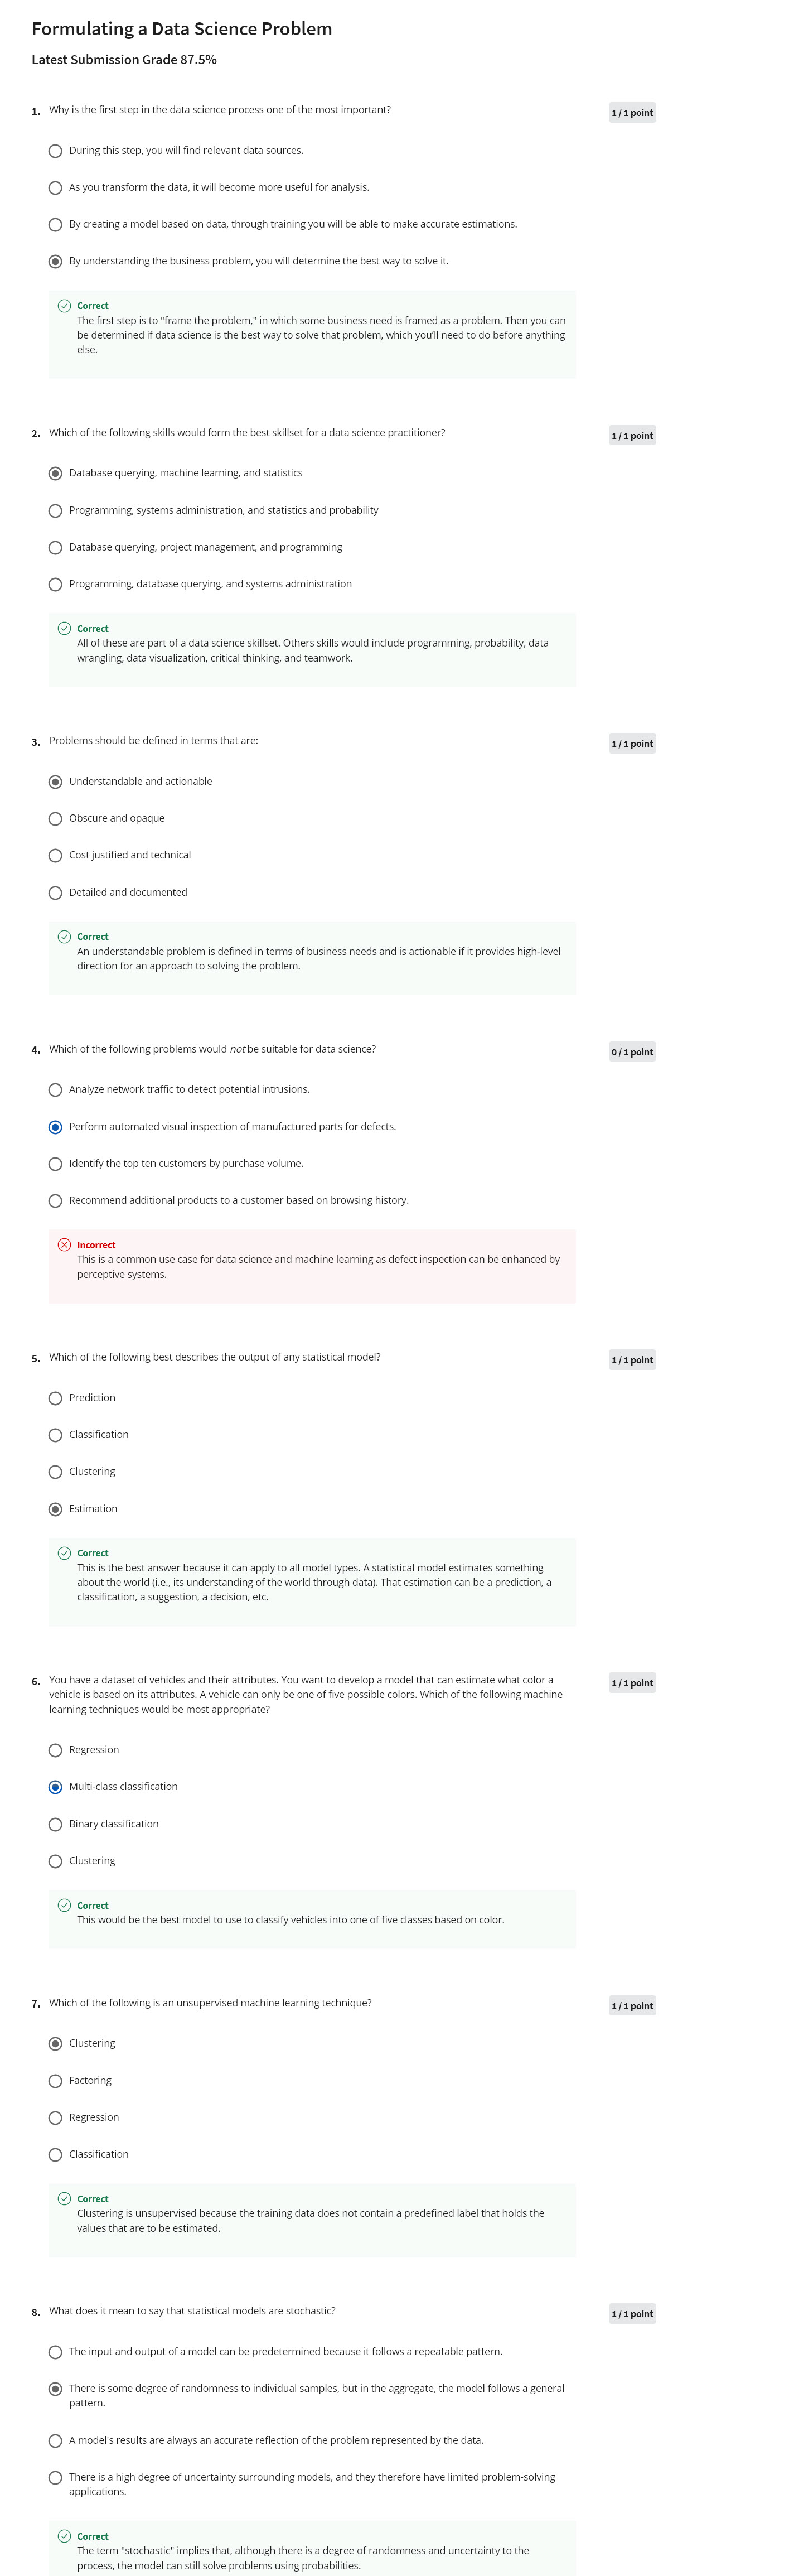 Formulating a Data Science Problem
Latest Submission Grade 87.5%
1. Why is the first step in the data science process one of the most important?
1 / 1 point
During this step, you will find relevant data sources.
As you transform the data, it will become more useful for analysis.
By creating a model based on data, through training you will be able to make accurate estimations.
By understanding the business problem, you will determine the best way to solve it.
Correct
The first step is to "frame the problem," in which some business need is framed as a problem. Then you can
be determined if data science is the best way to solve that problem, which you'll need to do before anything
else.
2. Which of the following skills would form the best skillset for a data science practitioner?
1 / 1 point
Database querying, machine learning, and statistics
Programming, systems administration, and statistics and probability
Database querying, project management, and programming
Programming, database querying, and systems administration
Correct
All of these are part of a data science skillset. Others skills would include programming, probability, data
wrangling, data visualization, critical thinking, and teamwork.
3. Problems should be defined in terms that are:
1 / 1 point
Understandable and actionable
Obscure and opaque
Cost justified and technical
Detailed and documented
Correct
An understandable problem is defined in terms of business needs and is actionable if it provides high-level
direction for an approach to solving the problem.
4. Which of the following problems would not be suitable for data science?
0 / 1 point
Analyze network traffic to detect potential intrusions.
Perform automated visual inspection of manufactured parts for defects.
Identify the top ten customers by purchase volume.
Recommend additional products to a customer based on browsing history.
Incorrect
This is a common use case for data science and machine learning as defect inspection can be enhanced by
perceptive systems.
5. Which of the following best describes the output of any statistical model?
1 / 1 point
Prediction
Classification
Clustering
Estimation
Correct
This is the best answer because it can apply to all model types. A statistical model estimates something
about the world (i.e., its understanding of the world through data). That estimation can be a prediction, a
classification, a suggestion, a decision, etc.
6. You have a dataset of vehicles and their attributes. You want to develop a model that can estimate what color a
vehicle is based on its attributes. A vehicle can only be one of five possible colors. Which of the following machine
learning techniques would be most appropriate?
1 / 1 point
Regression
Multi-class classification
Binary classification
Clustering
Correct
This would be the best model to use to classify vehicles into one of five classes based on color.
7. Which of the following is an unsupervised machine learning technique?
1 / 1 point
Clustering
Factoring
Regression
Classification
Correct
Clustering is unsupervised because the training data does not contain a predefined label that holds the
values that are to be estimated.
8. What does it mean to say that statistical models are stochastic?
1 / 1 point
The input and output of a model can be predetermined because it follows a repeatable pattern.
There is some degree of randomness to individual samples, but in the aggregate, the model follows a general
pattern.
A model's results are always an accurate reflection of the problem represented by the data.
There is a high degree of uncertainty surrounding models, and they therefore have limited problem-solving
applications.
Correct
The term "stochastic" implies that, although there is a degree of randomness and uncertainty to the
process, the model can still solve problems using probabilities.